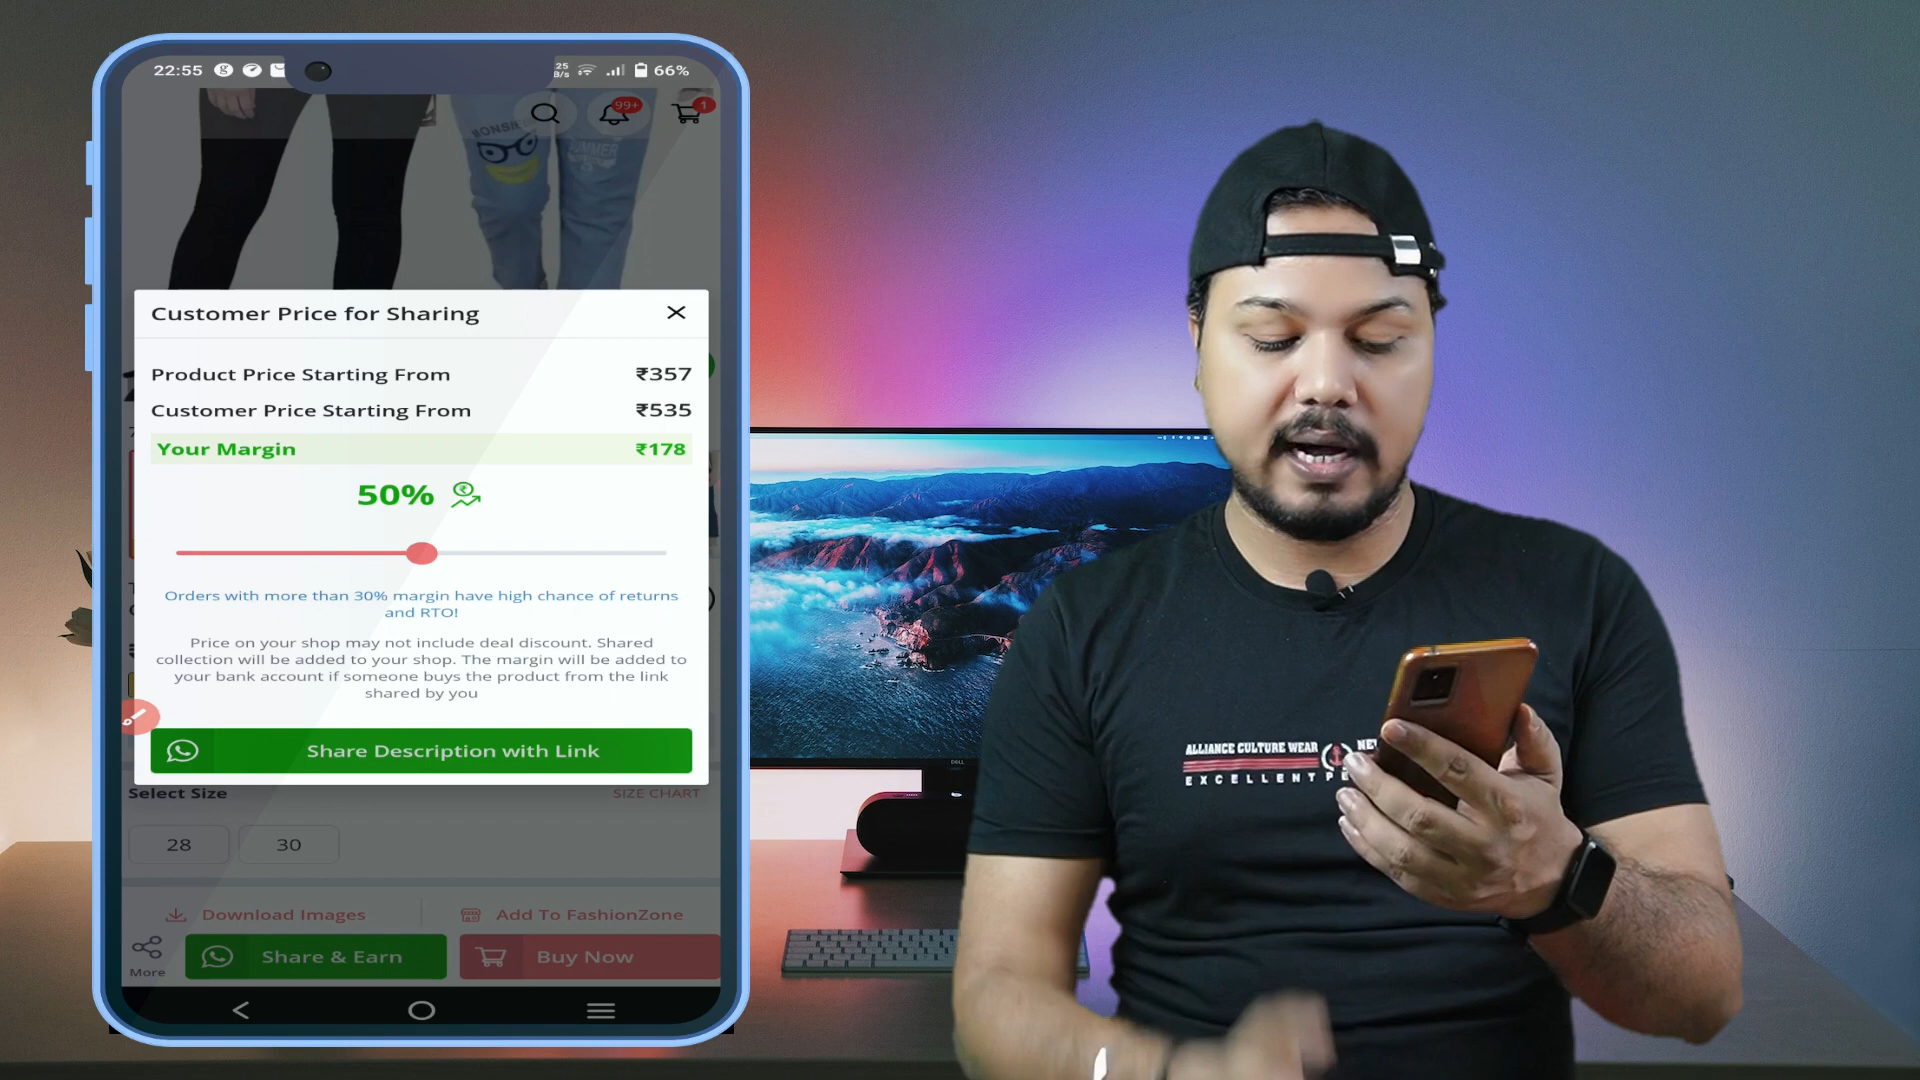 22:55
25
B/s
66%
99+
1
SUMMER
Customer Price for Sharing
Product Price Starting From ₹357
Customer Price Starting From ₹535
Your Margin ₹178
50%
Orders with more than 30% margin have high chance of returns
and RTO!
Price on your shop may not include deal discount. Shared
collection will be added to your shop. The margin will be added to
your bank account if someone buys the product from the link
shared by you
Share Description with Link
Select Size SIZE CHART
28 30
Download Images Add To FashionZone
More
Share & Earn
Buy Now
DELL
ALLIANCE CULTURE WEAR
EXCELLENT